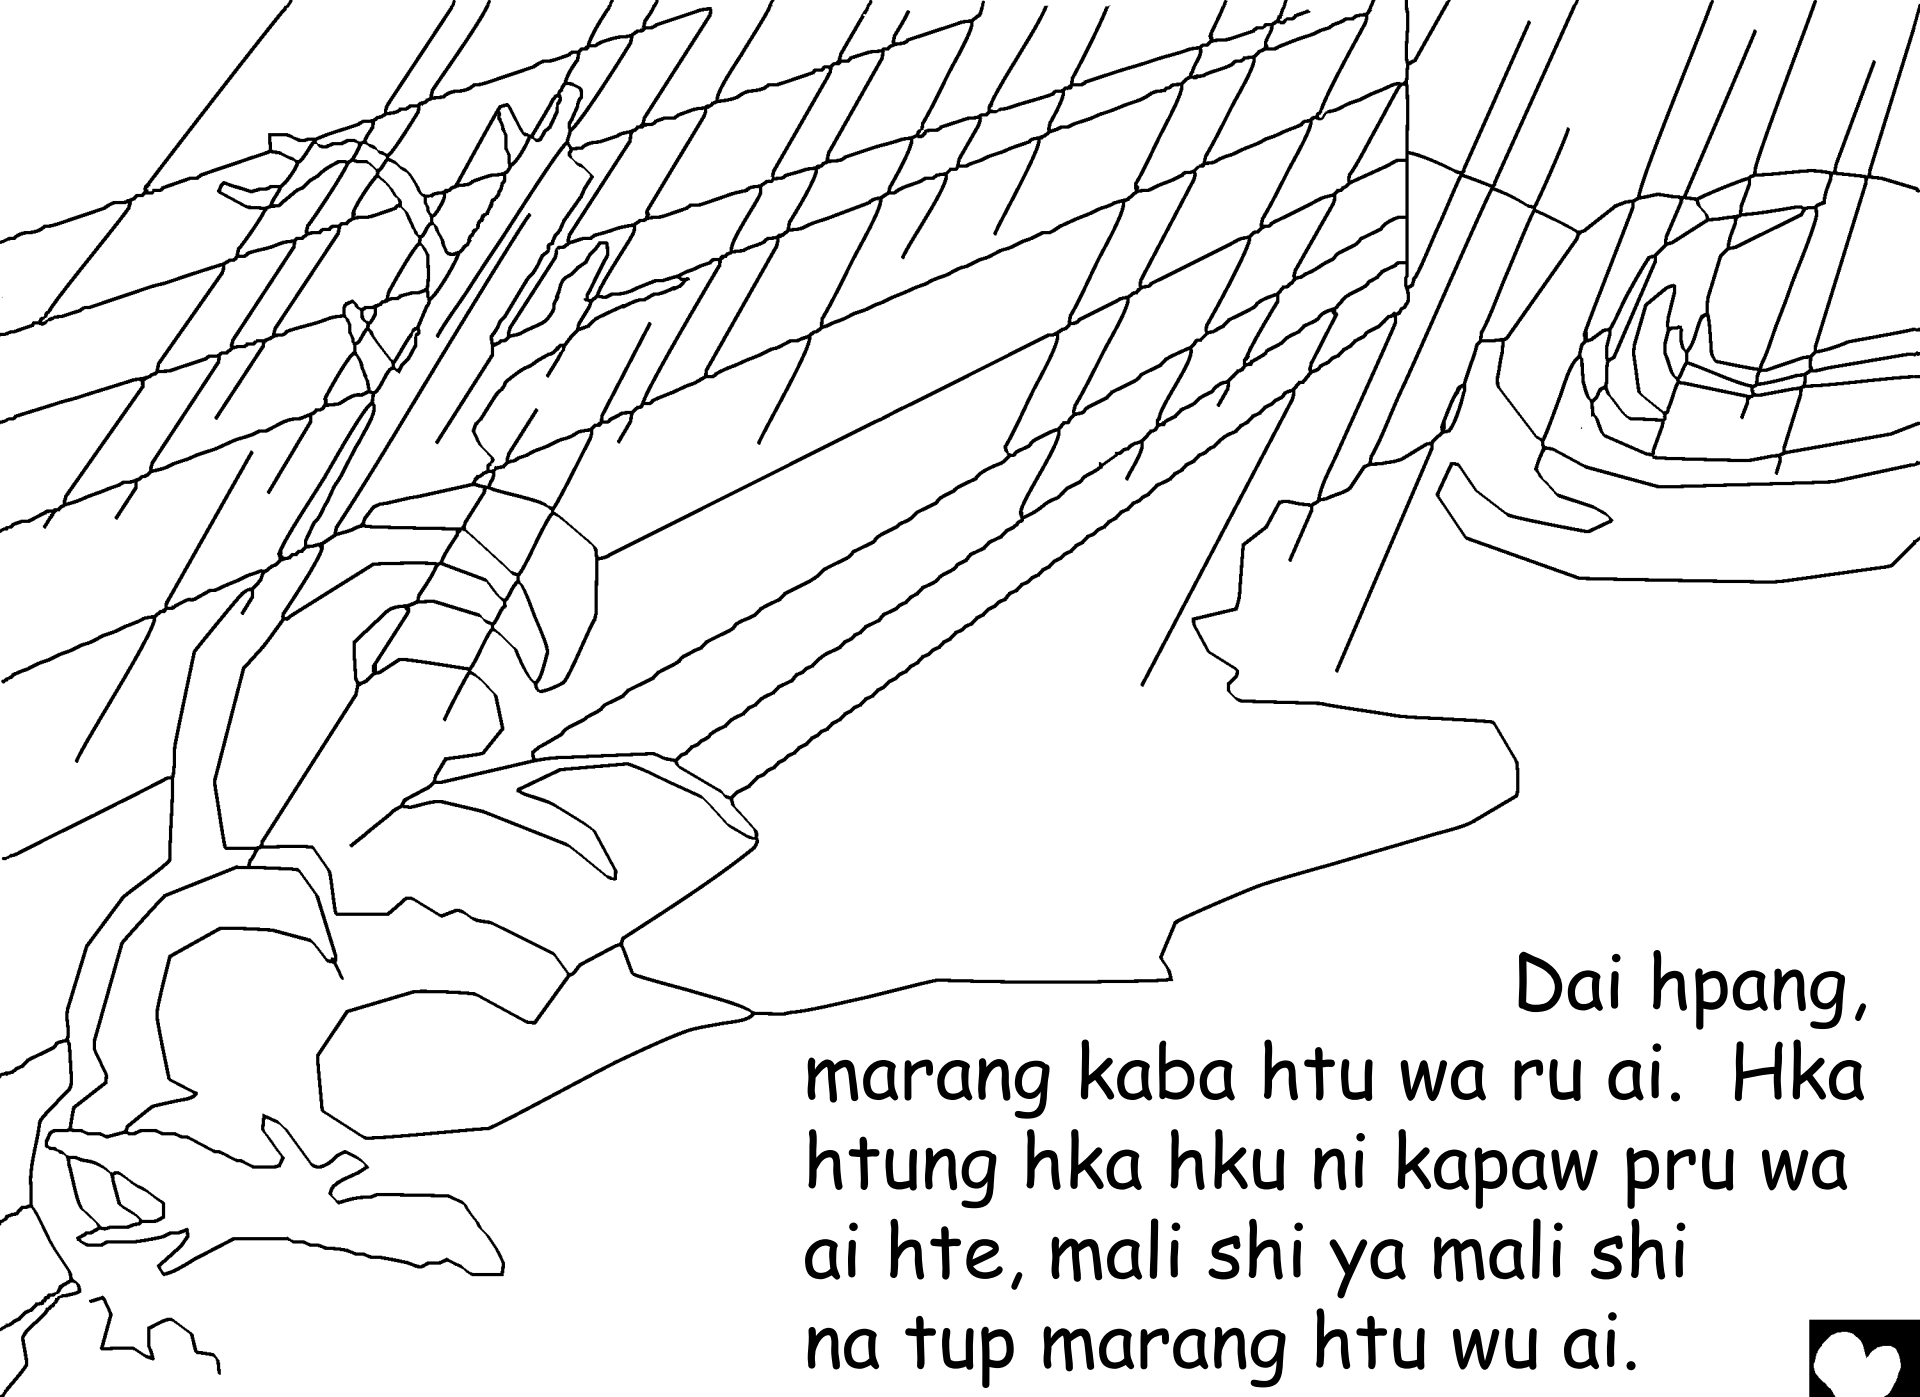 Dai hpang,
marang kaba htu wa ru ai. Hka
htung hka hku ni kapaw pru wa
ai hte, mali shi ya mali shi
na tup marang htu wu ai.